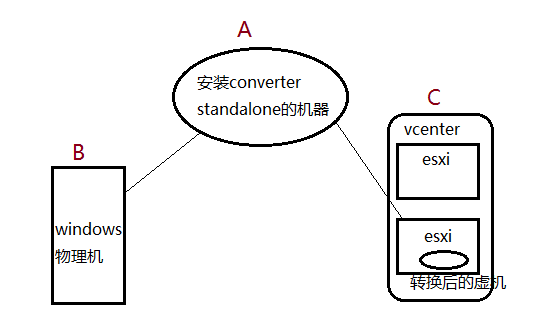 A
安装converter
standalone的机器
B
windows
物理机
C
vcenter
esxi
esxi
转换后的虚机